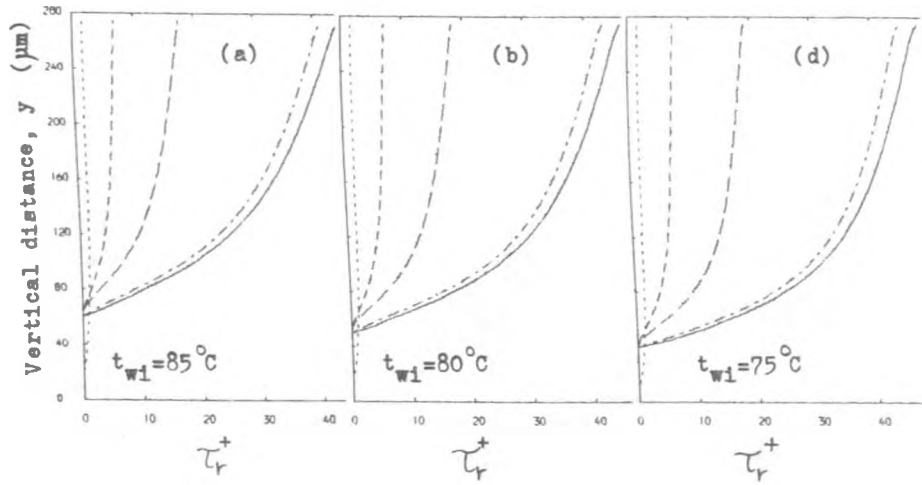 Vertical distance, y (μm)
280
240
200
160
120
80
40
0
(a)
t_wi=85°C
0 10 20 30 40
τ_r^+
(b)
t_wi=80°C
0 10 20 30 40
τ_r^+
(d)
t_wi=75°C
0 10 20 30 40
τ_r^+